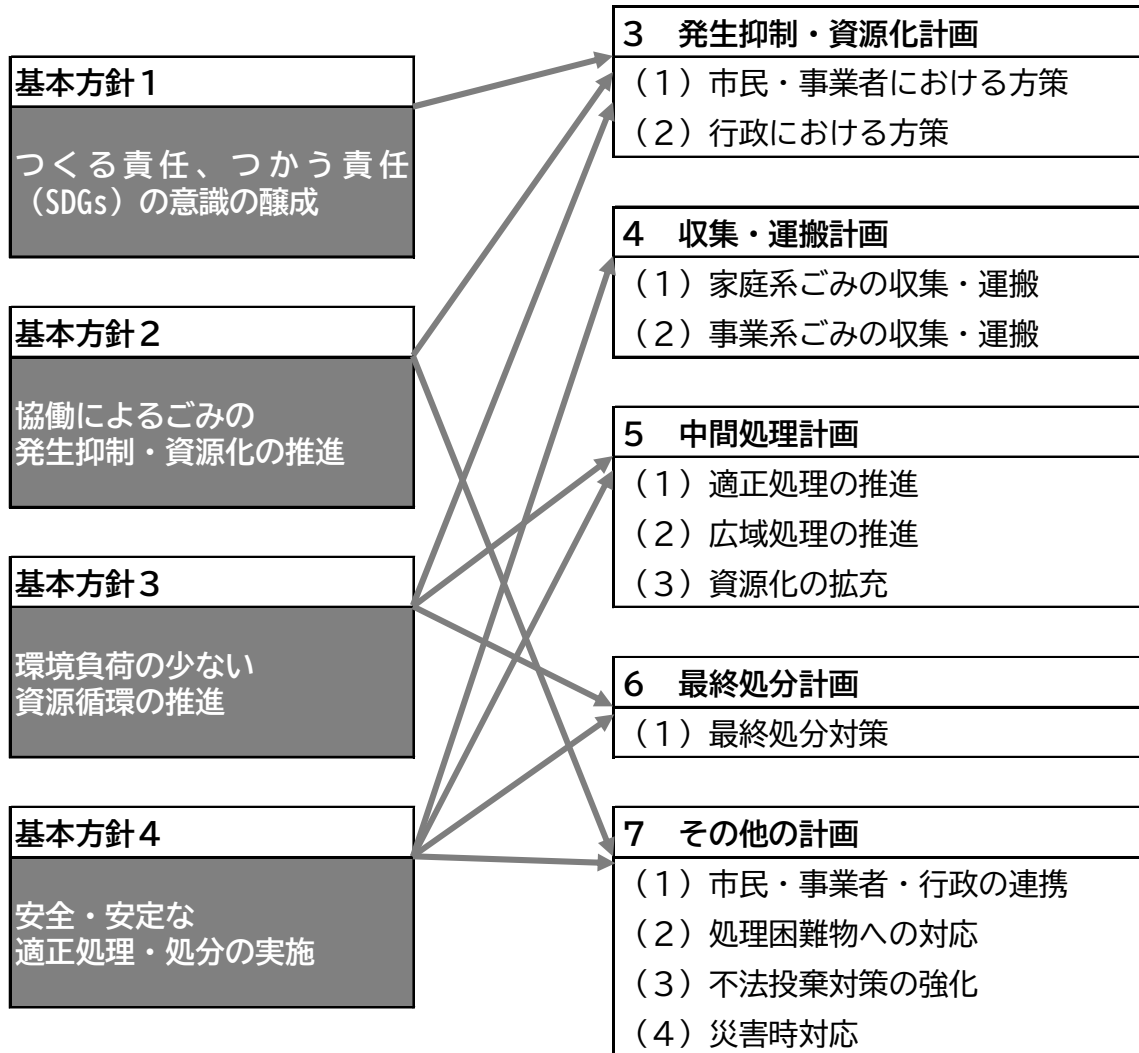 基本方針1
つくる責任、つかう責任
（SDGs）の意識の醸成
基本方針2
協働によるごみの
発生抑制・資源化の推進
基本方針3
環境負荷の少ない
資源循環の推進
基本方針4
安全・安定な
適正処理・処分の実施
3　発生抑制・資源化計画
（1）市民・事業者における方策
（2）行政における方策
4　収集・運搬計画
（1）家庭系ごみの収集・運搬
（2）事業系ごみの収集・運搬
5　中間処理計画
（1）適正処理の推進
（2）広域処理の推進
（3）資源化の拡充
6　最終処分計画
（1）最終処分対策
7　その他の計画
（1）市民・事業者・行政の連携
（2）処理困難物への対応
（3）不法投棄対策の強化
（4）災害時対応